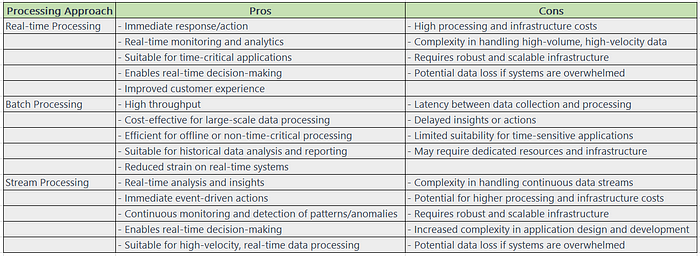 Processing Approach Pros Cons
Real-time Processing - Immediate response/action - High processing and infrastructure costs
- Real-time monitoring and analytics - Complexity in handling high-volume, high-velocity data
- Suitable for time-critical applications - Requires robust and scalable infrastructure
- Enables real-time decision-making - Potential data loss if systems are overwhelmed
- Improved customer experience
Batch Processing - High throughput - Latency between data collection and processing
- Cost-effective for large-scale data processing - Delayed insights or actions
- Efficient for offline or non-time-critical processing - Limited suitability for time-sensitive applications
- Suitable for historical data analysis and reporting - May require dedicated resources and infrastructure
- Reduced strain on real-time systems
Stream Processing - Real-time analysis and insights - Complexity in handling continuous data streams
- Immediate event-driven actions - Potential for higher processing and infrastructure costs
- Continuous monitoring and detection of patterns/anomalies - Requires robust and scalable infrastructure
- Enables real-time decision-making - Increased complexity in application design and development
- Suitable for high-velocity, real-time data processing - Potential data loss if systems are overwhelmed